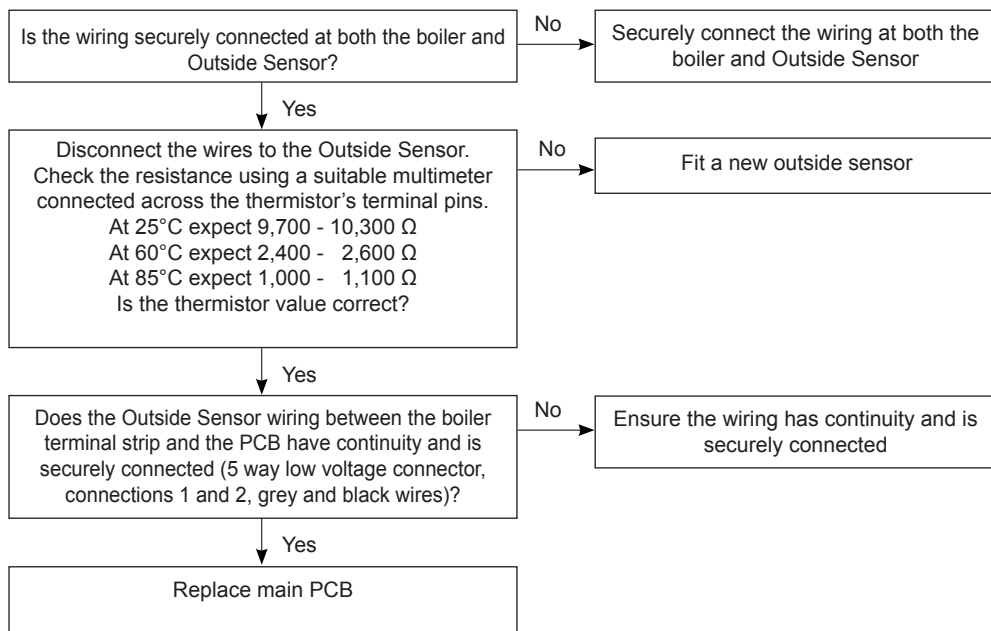 Is the wiring securely connected at both the boiler and
Outside Sensor?
No
Securely connect the wiring at both the
boiler and Outside Sensor
Yes
Disconnect the wires to the Outside Sensor.
Check the resistance using a suitable multimeter
connected across the thermistor’s terminal pins.
At 25°C expect 9,700 - 10,300 Ω
At 60°C expect 2,400 - 2,600 Ω
At 85°C expect 1,000 - 1,100 Ω
Is the thermistor value correct?
No
Fit a new outside sensor
Yes
Does the Outside Sensor wiring between the boiler
terminal strip and the PCB have continuity and is
securely connected (5 way low voltage connector,
connections 1 and 2, grey and black wires)?
No
Ensure the wiring has continuity and is
securely connected
Yes
Replace main PCB